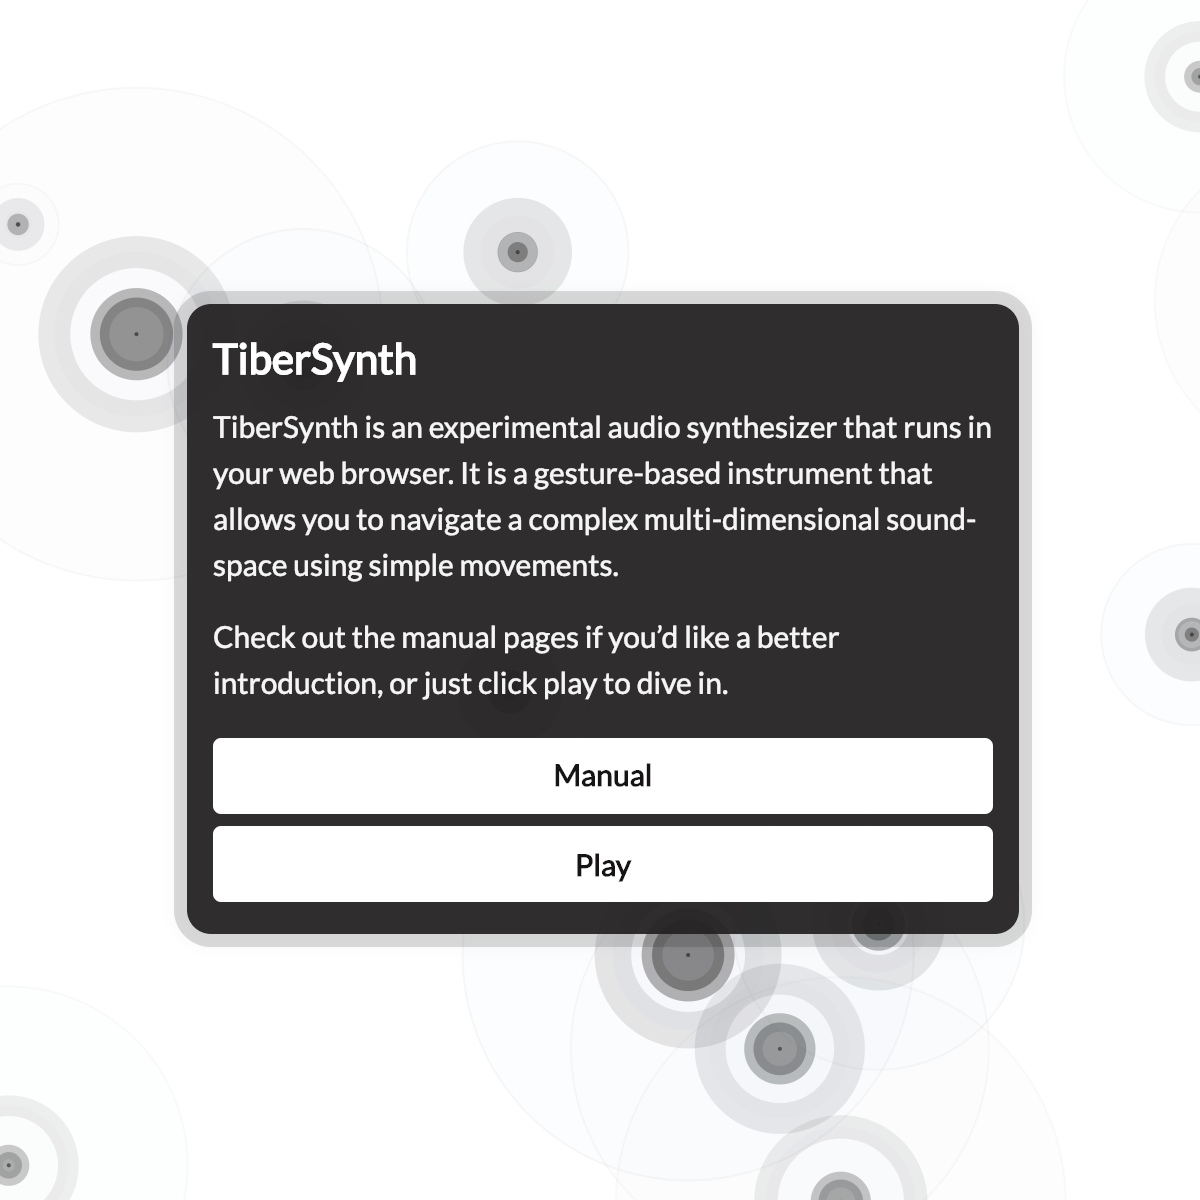 TiberSynth
TiberSynth is an experimental audio synthesizer that runs in
your web browser. It is a gesture-based instrument that
allows you to navigate a complex multi-dimensional sound-
space using simple movements.
Check out the manual pages if you’d like a better
introduction, or just click play to dive in.
Manual
Play